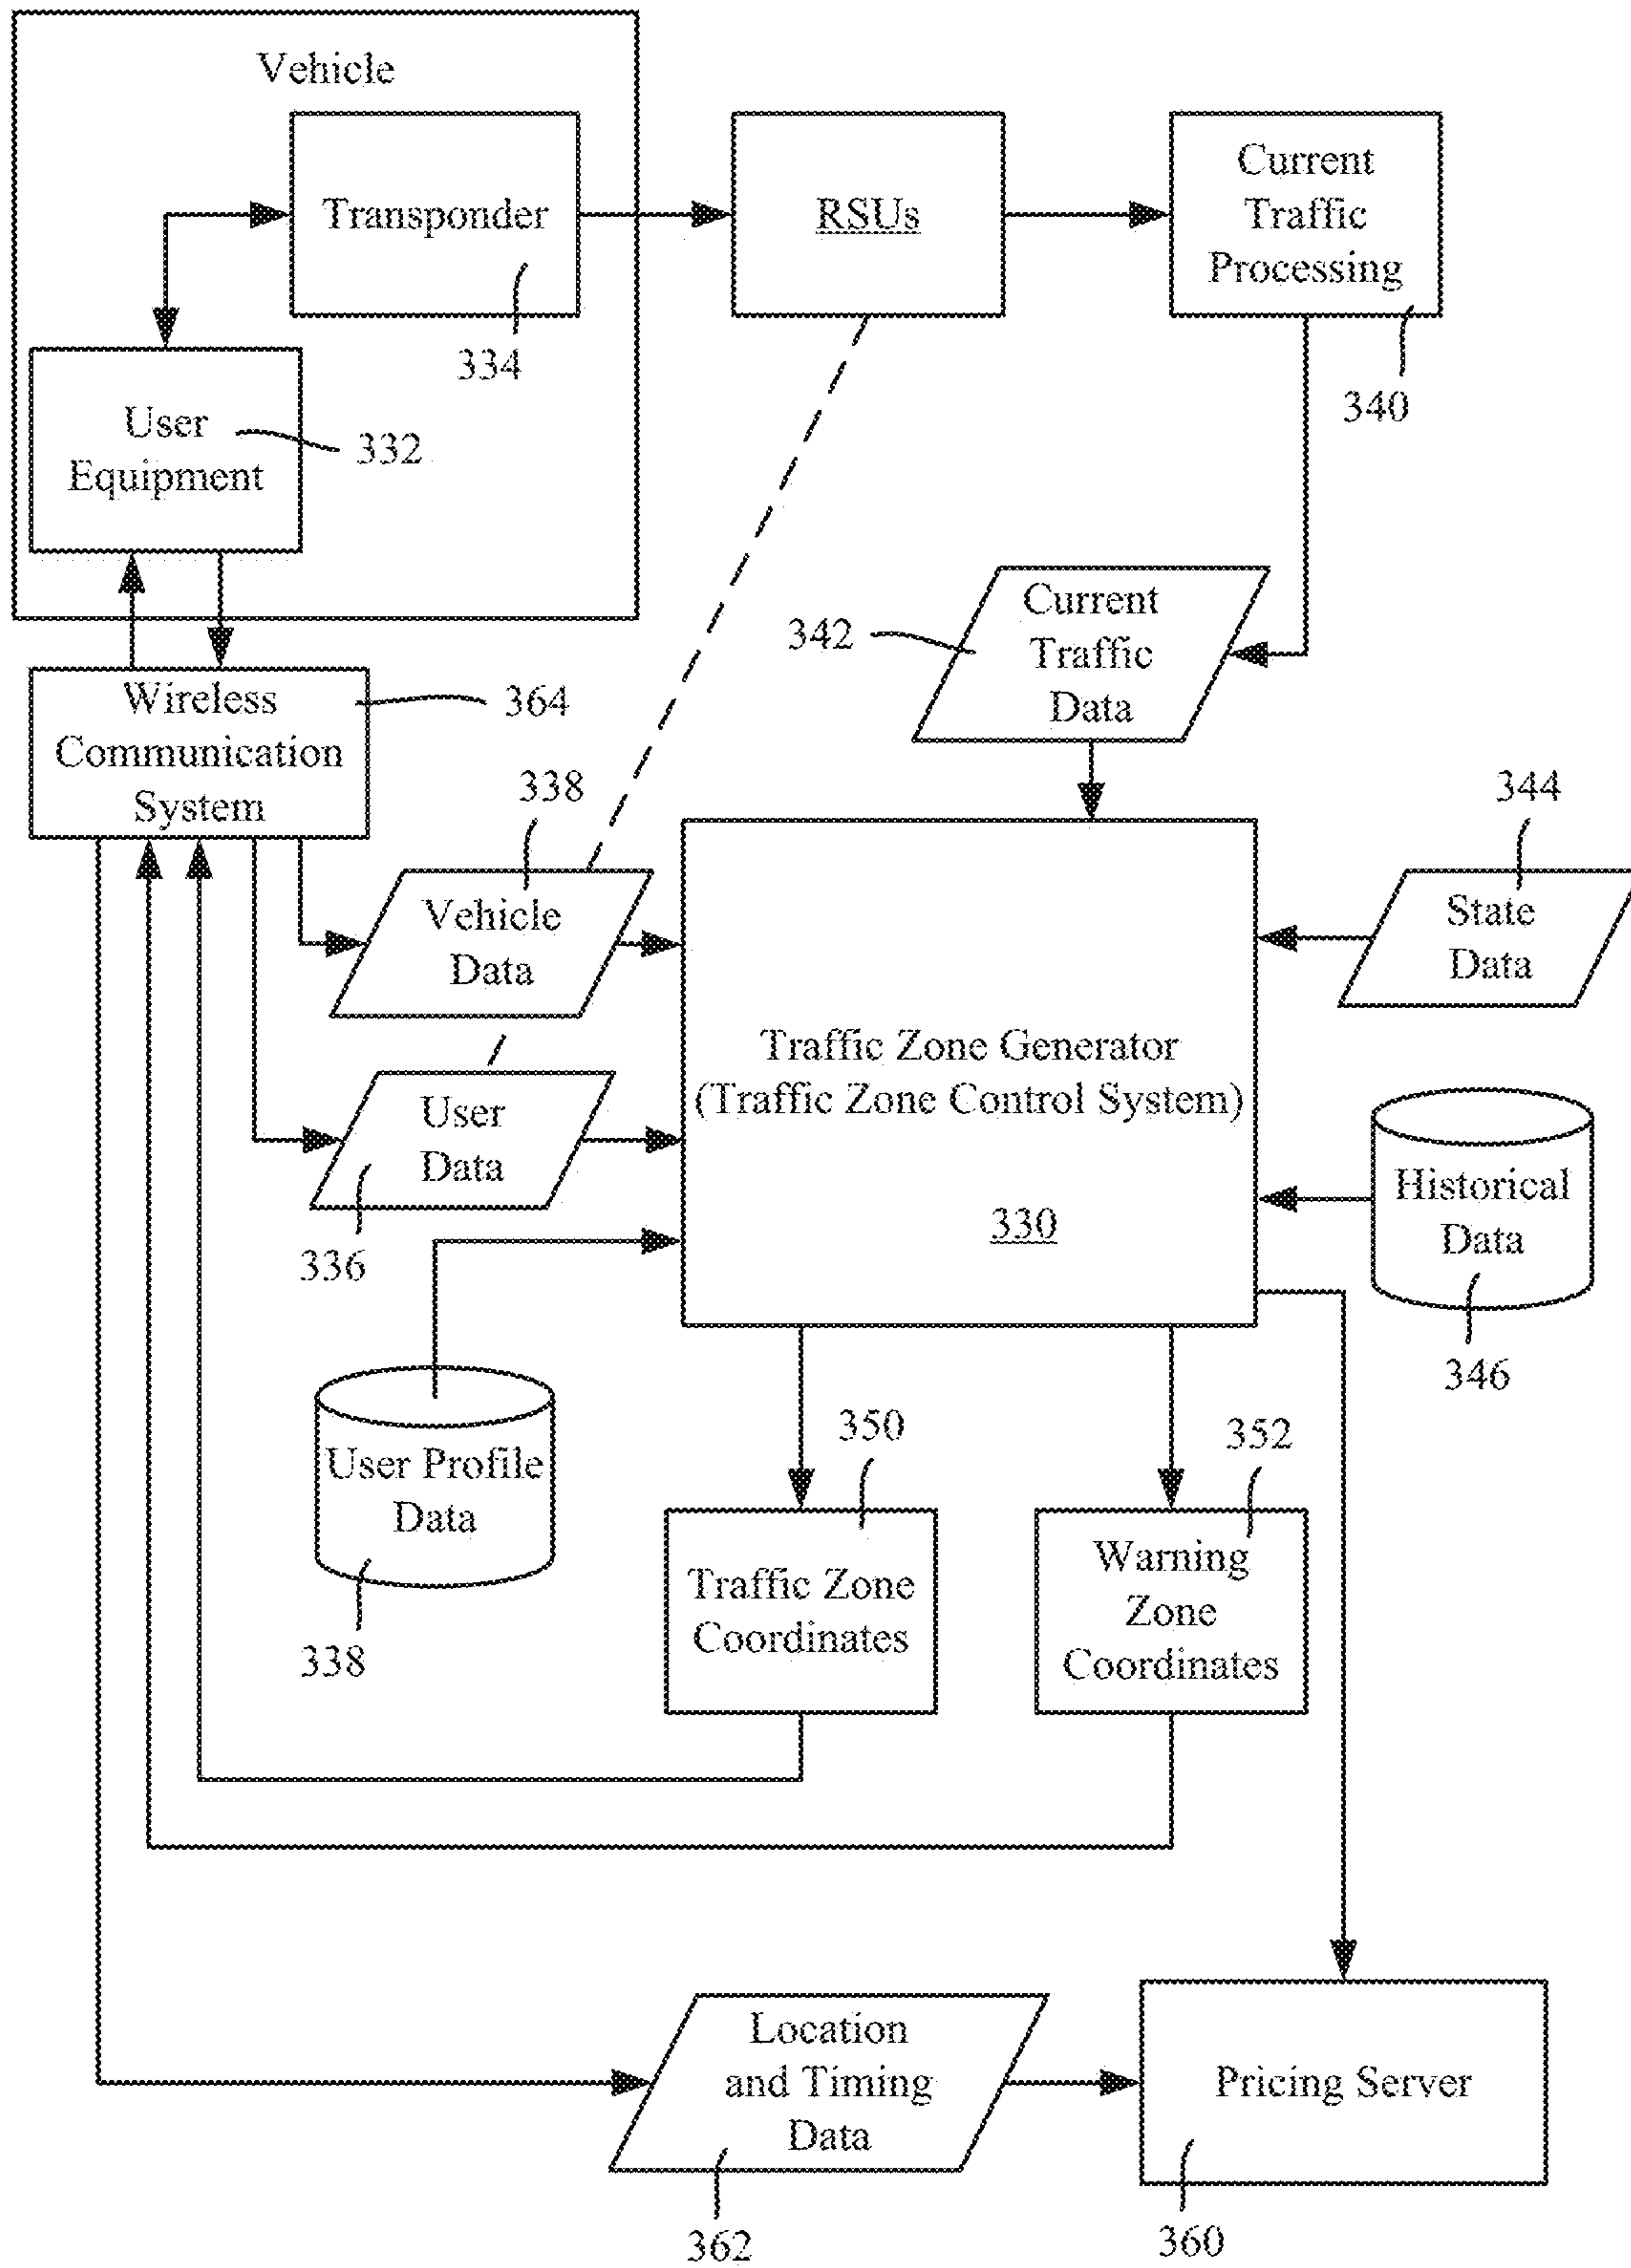 Vehicle
Transponder
334
RSUs
Current
Traffic
Processing
340
User
Equipment
332
Current
Traffic
Data
342
Wireless
Communication
System
364
338
Vehicle
Data
344
State
Data
Traffic Zone Generator
(Traffic Zone Control System)
330
User
Data
336
Historical
Data
346
User Profile
Data
338
350
Traffic Zone
Coordinates
352
Warning
Zone
Coordinates
Location
and Timing
Data
362
Pricing Server
360